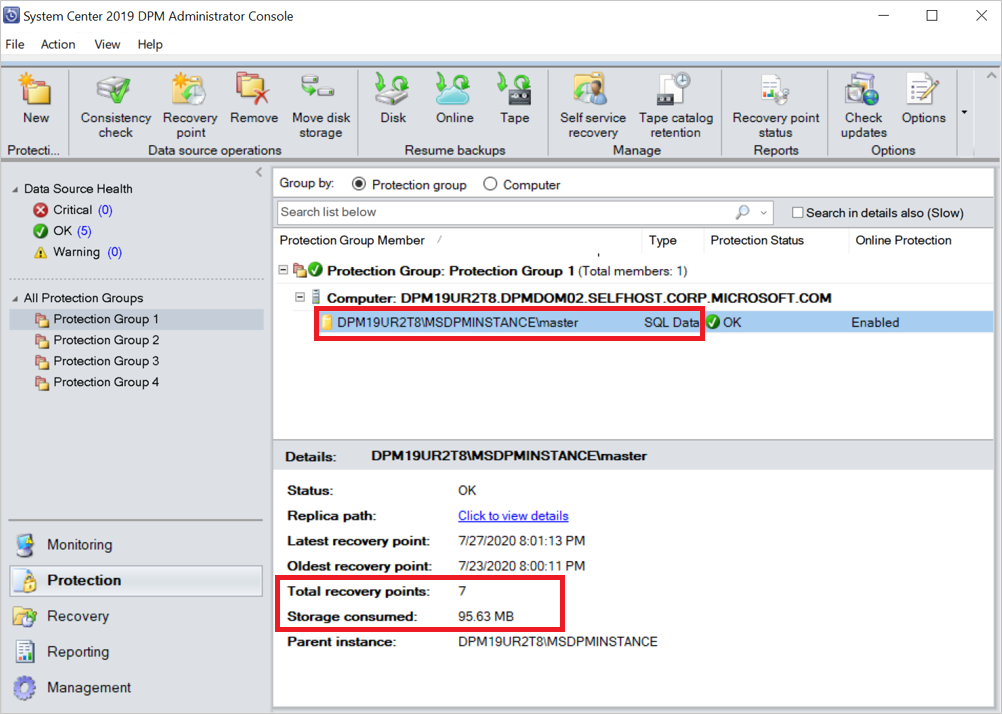 System Center 2019 DPM Administrator Console
File Action View Help
New Consistency check Recovery point Remove Move disk storage Disk Online Tape Self service recovery Tape catalog retention Recovery point status Check updates Options
Protecti... Data source operations Resume backups Manage Reports Options
Data Source Health
Critical (0)
OK (5)
Warning (0)
All Protection Groups
Protection Group 1
Protection Group 2
Protection Group 3
Protection Group 4
Monitoring
Protection
Recovery
Reporting
Management
Group by: Protection group Computer
Search list below Search in details also (Slow)
Protection Group Member / Type Protection Status Online Protection
Protection Group: Protection Group 1 (Total members: 1)
Computer: DPM19UR2T8.DPMDOM02.SELFHOST.CORP.MICROSOFT.COM
DPM19UR2T8\MSDPMINSTANCE\master SQL Data OK Enabled
Details: DPM19UR2T8\MSDPMINSTANCE\master
Status: OK
Replica path: Click to view details
Latest recovery point: 7/27/2020 8:01:13 PM
Oldest recovery point: 7/23/2020 8:00:11 PM
Total recovery points: 7
Storage consumed: 95.63 MB
Parent instance: DPM19UR2T8\MSDPMINSTANCE